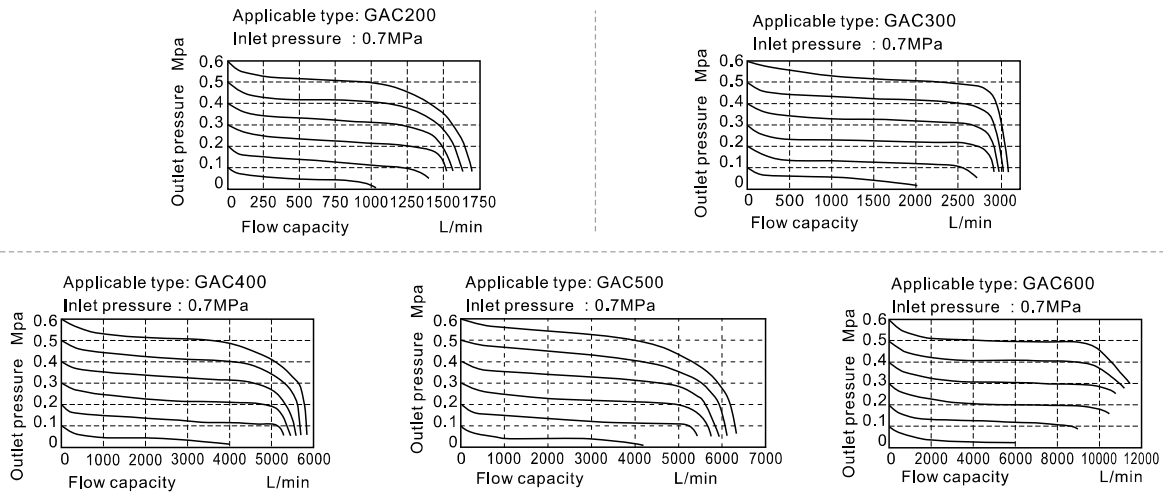 Applicable type: GAC200
Inlet pressure : 0.7MPa
Outlet pressure Mpa
0.6
0.5
0.4
0.3
0.2
0.1
0
0 250 500 750 1000 1250 1500 1750
Flow capacity L/min
Applicable type: GAC300
Inlet pressure : 0.7MPa
Outlet pressure Mpa
0.6
0.5
0.4
0.3
0.2
0.1
0
0 500 1000 1500 2000 2500 3000
Flow capacity L/min
Applicable type: GAC400
Inlet pressure : 0.7MPa
Outlet pressure Mpa
0.6
0.5
0.4
0.3
0.2
0.1
0
0 1000 2000 3000 4000 5000 6000
Flow capacity L/min
Applicable type: GAC500
Inlet pressure : 0.7MPa
Outlet pressure Mpa
0.6
0.5
0.4
0.3
0.2
0.1
0
0 1000 2000 3000 4000 5000 6000 7000
Flow capacity L/min
Applicable type: GAC600
Inlet pressure : 0.7MPa
Outlet pressure Mpa
0.6
0.5
0.4
0.3
0.2
0.1
0
0 2000 4000 6000 8000 10000 12000
Flow capacity L/min